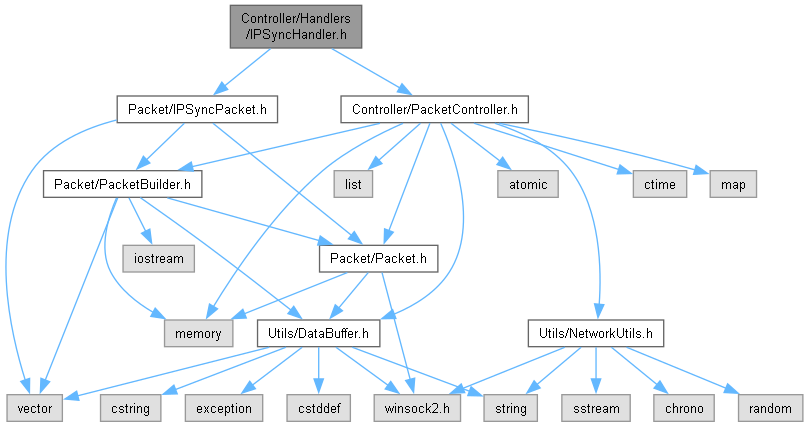 Controller/Handlers
/IPSyncHandler.h
Packet/IPSyncPacket.h
Controller/PacketController.h
Packet/PacketBuilder.h
list
atomic
ctime
map
iostream
Packet/Packet.h
memory
Utils/DataBuffer.h
Utils/NetworkUtils.h
vector
cstring
exception
cstddef
winsock2.h
string
sstream
chrono
random